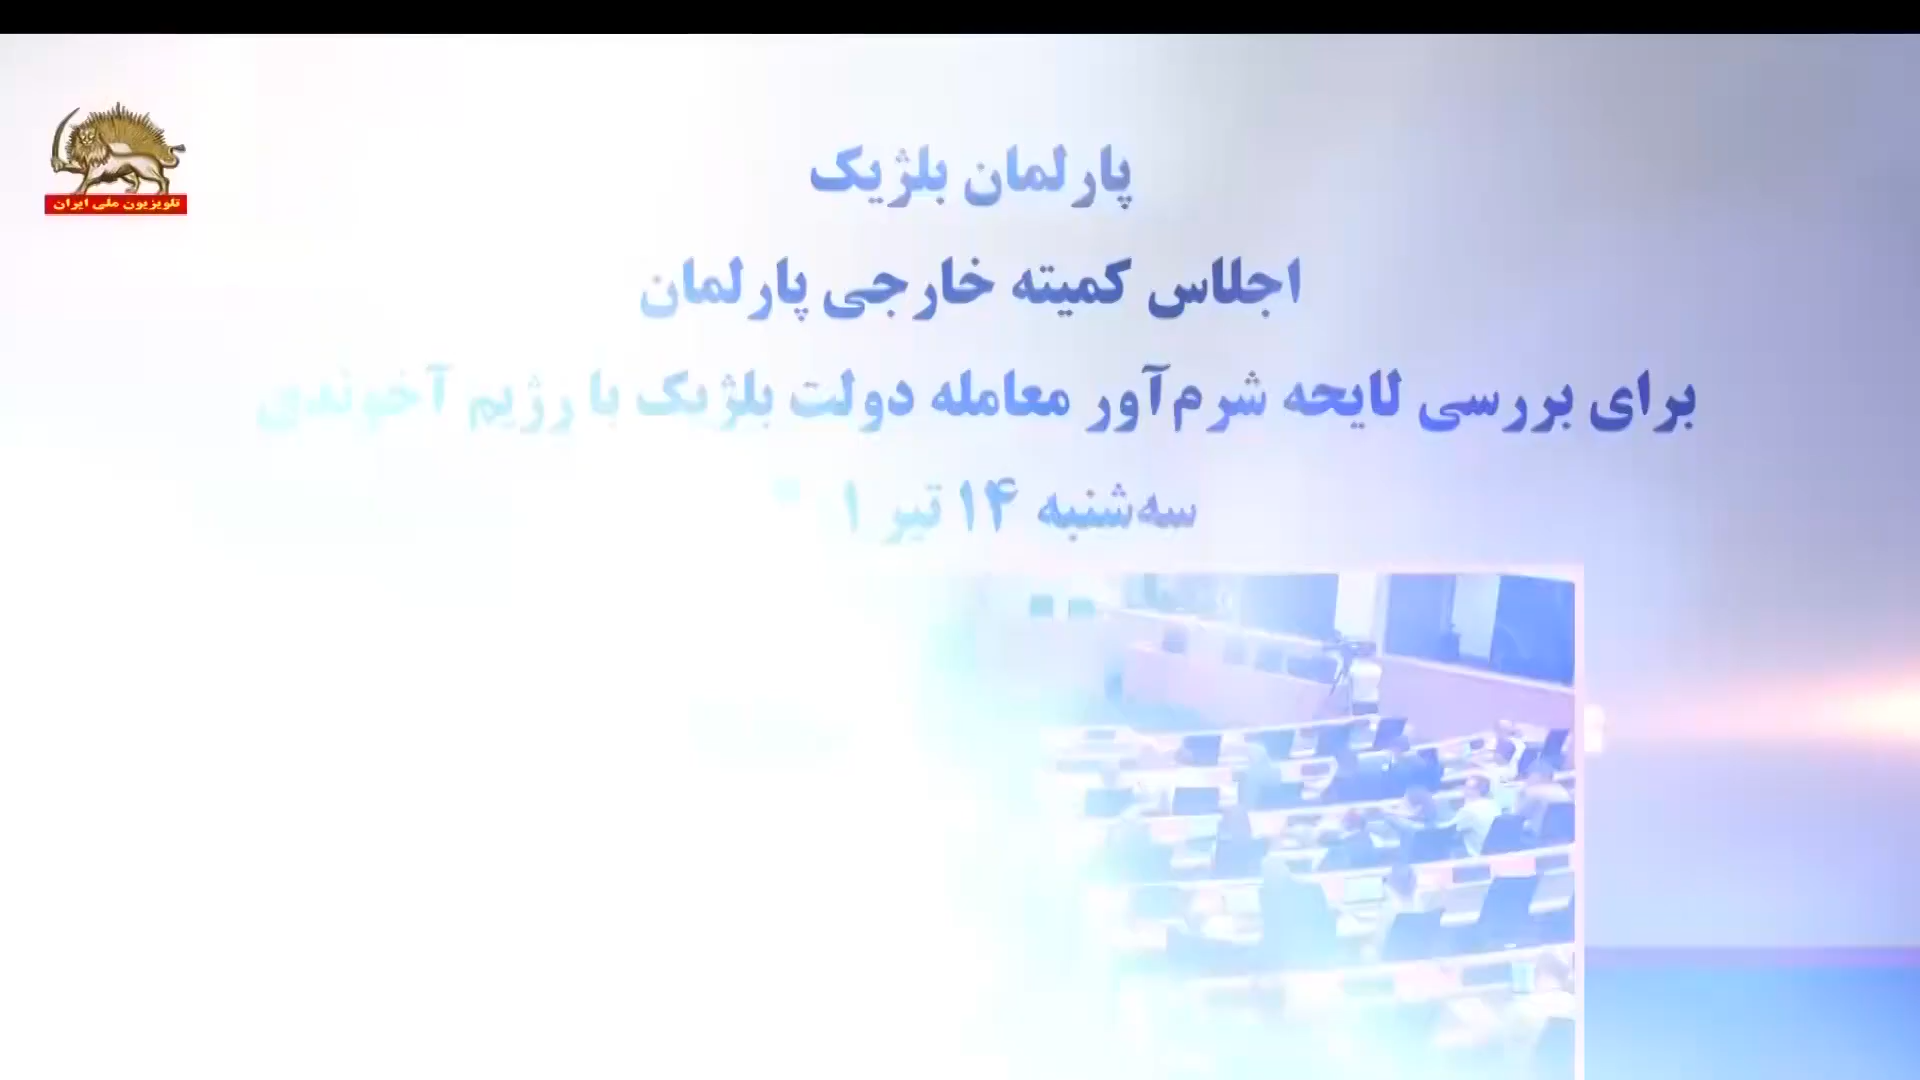 تلویزیون ملی ایران
پارلمان بلژیک
اجلاس کمیته خارجی پارلمان
برای بررسی لایحه شرم‌آور معامله دولت بلژیک با رژیم آخوندی
سه‌شنبه ۱۴ تیر ۱